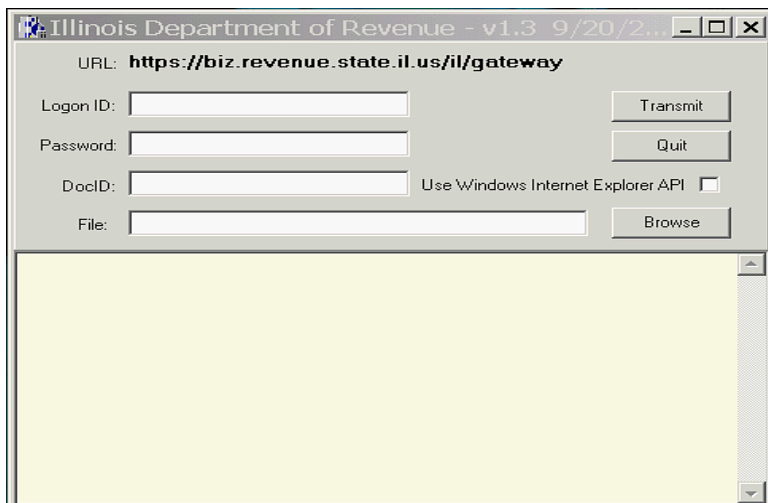 Illinois Department of Revenue - v1.3 9/20/2...
URL: https://biz.revenue.state.il.us/il/gateway
Logon ID: Transmit
Password: Quit
DocID: Use Windows Internet Explorer API
File: Browse